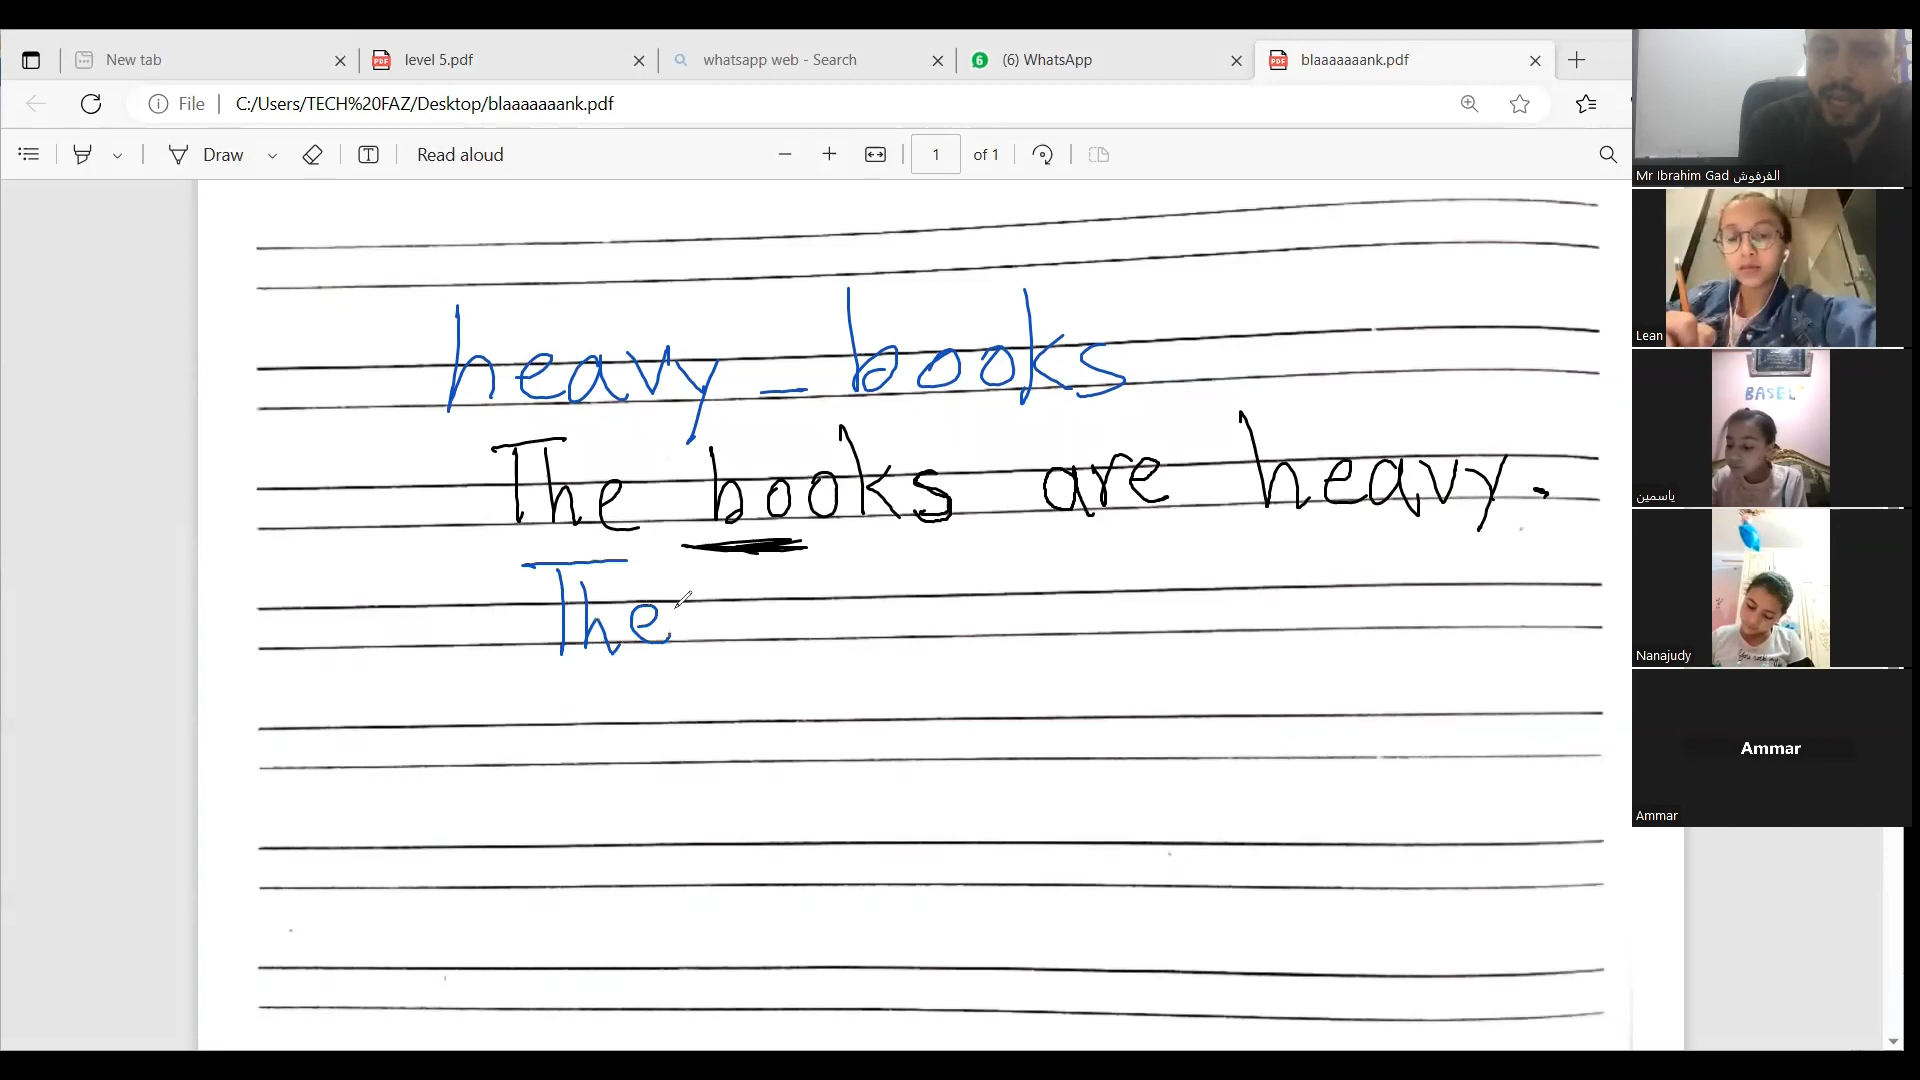 New tab
level 5.pdf
whatsapp web - Search
6 (6) WhatsApp
blaaaaaaank.pdf
File
C:/Users/TECH%20FAZ/Desktop/blaaaaaaank.pdf
Draw
Read aloud
1 of 1
heavy - books
The books are heavy.
The
Mr Ibrahim Gad الفرفوش
Lean
BASEL
ياسمين
Nanajudy
Ammar
Ammar